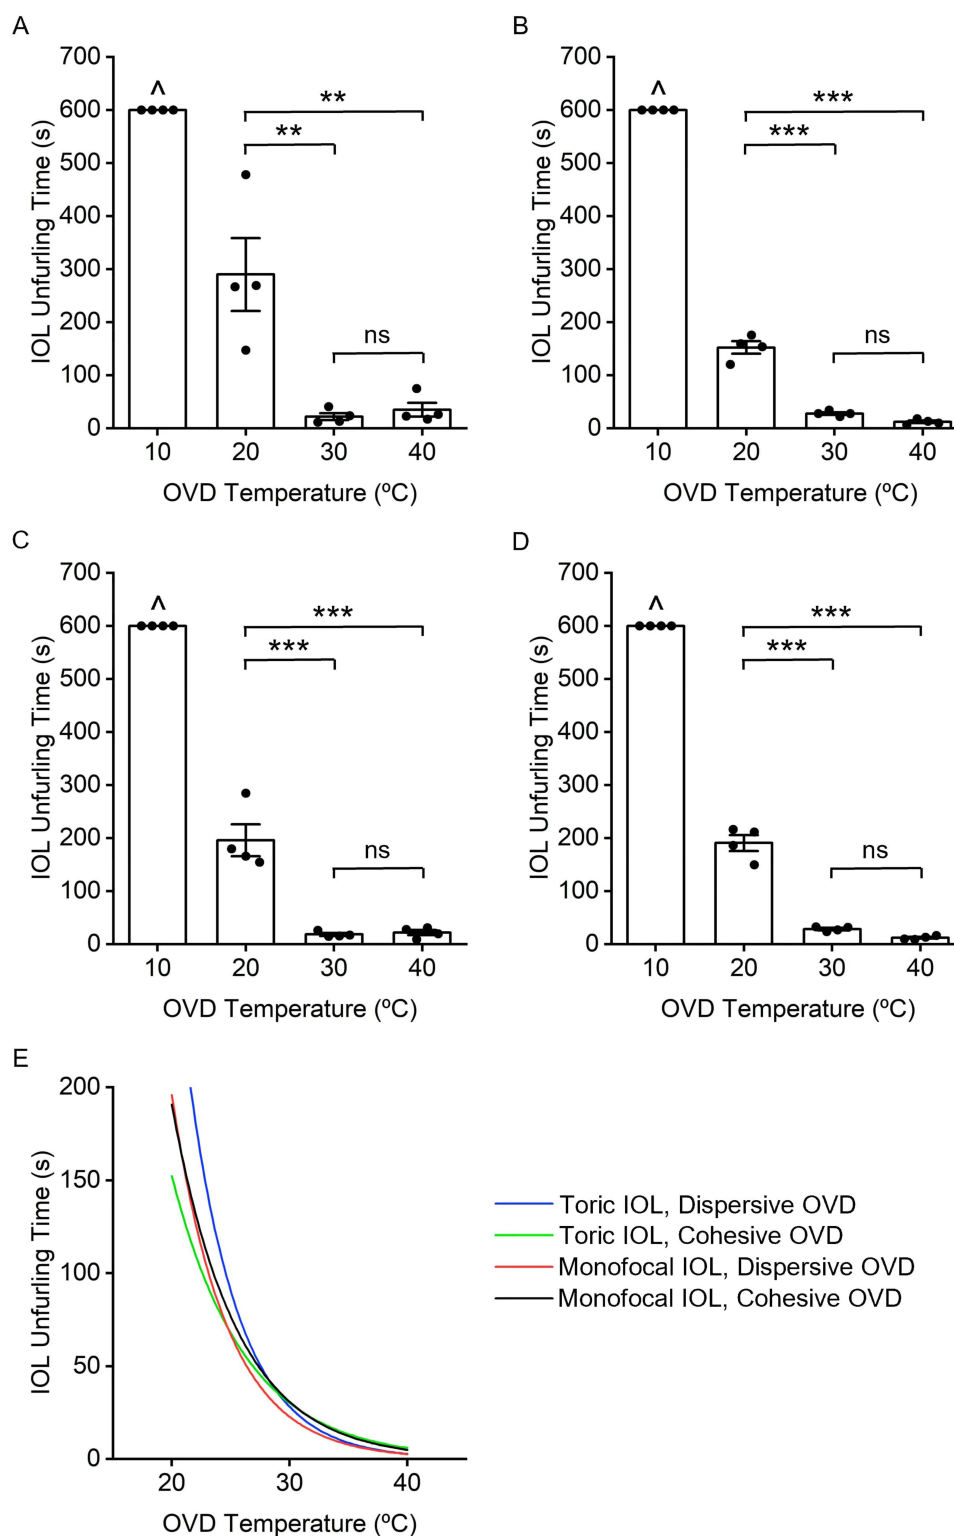 A
IOL Unfurling Time (s)
700
600
500
400
300
200
100
0
^
**
**
ns
10 20 30 40
OVD Temperature (ºC)
B
IOL Unfurling Time (s)
700
600
500
400
300
200
100
0
^
***
***
ns
10 20 30 40
OVD Temperature (ºC)
C
IOL Unfurling Time (s)
700
600
500
400
300
200
100
0
^
***
***
ns
10 20 30 40
OVD Temperature (ºC)
D
IOL Unfurling Time (s)
700
600
500
400
300
200
100
0
^
***
***
ns
10 20 30 40
OVD Temperature (ºC)
E
IOL Unfurling Time (s)
200
150
100
50
0
20 30 40
OVD Temperature (ºC)
Toric IOL, Dispersive OVD
Toric IOL, Cohesive OVD
Monofocal IOL, Dispersive OVD
Monofocal IOL, Cohesive OVD